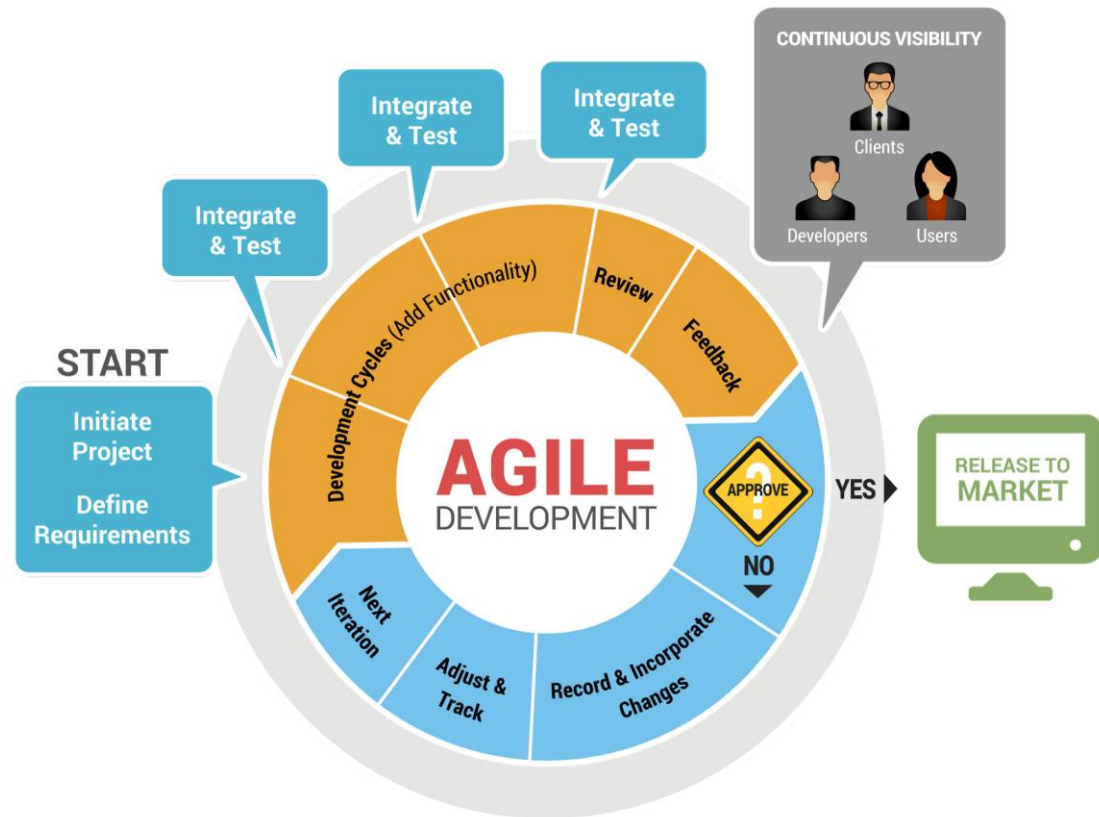 START
Initiate
Project
Define
Requirements
Integrate
& Test
Integrate
& Test
Integrate
& Test
CONTINUOUS VISIBILITY
Clients
Developers
Users
Development Cycles (Add Functionality)
Review
Feedback
AGILE
DEVELOPMENT
?
APPROVE
YES
NO
RELEASE TO
MARKET
Record & Incorporate
Changes
Adjust &
Track
Next
Iteration